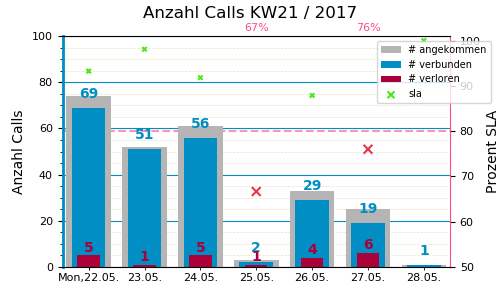 Anzahl Calls KW21 / 2017
67% 76%
# angekommen
# verbunden
# verloren
sla
Anzahl Calls
Prozent SLA
100
80
60
40
20
0
100
90
80
70
60
50
69 51 56 2 29 19 1
5 1 5 1 4 6
Mon,22.05. 23.05. 24.05. 25.05. 26.05. 27.05. 28.05.